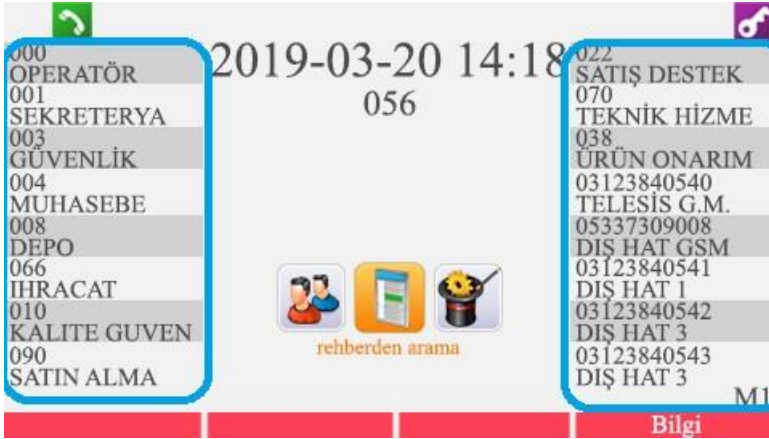 000
OPERATÖR
001
SEKRETERYA
003
GÜVENLİK
004
MUHASEBE
008
DEPO
066
IHRACAT
010
KALITE GUVEN
090
SATIN ALMA
2019-03-20 14:18
056
rehberden arama
022
SATIŞ DESTEK
070
TEKNİK HİZME
038
ÜRÜN ONARIM
03123840540
TELESİS G.M.
05337309008
DIŞ HAT GSM
03123840541
DIŞ HAT 1
03123840542
DIŞ HAT 3
03123840543
DIŞ HAT 3
M1
Bilgi